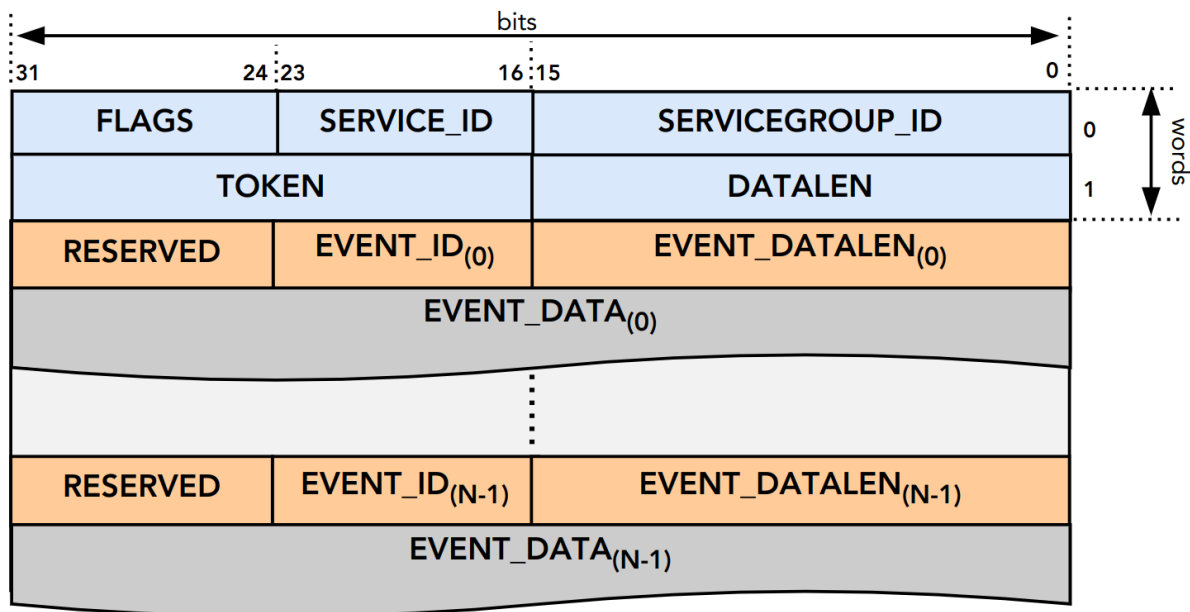 bits
31 24 23 16 15 0
FLAGS SERVICE_ID SERVICEGROUP_ID 0
words
TOKEN DATALEN 1
RESERVED EVENT_ID(0) EVENT_DATALEN(0)
EVENT_DATA(0)
RESERVED EVENT_ID(N-1) EVENT_DATALEN(N-1)
EVENT_DATA(N-1)